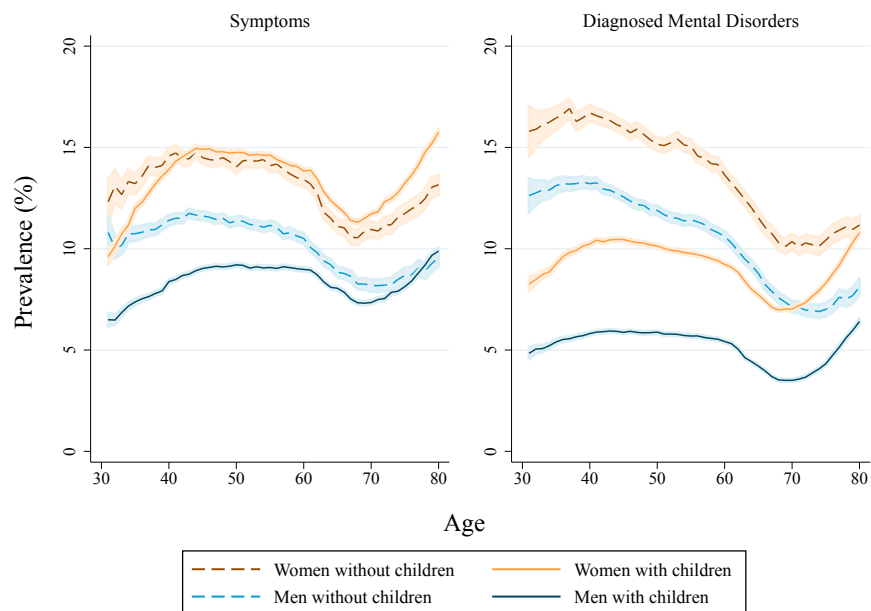 Symptoms
Diagnosed Mental Disorders
Prevalence (%)
20
15
10
5
0
30 40 50 60 70 80
20
15
10
5
0
30 40 50 60 70 80
Age
Women without children
Women with children
Men without children
Men with children